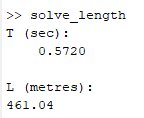 >> solve_length
T (sec):
0.5720
L (metres):
461.04